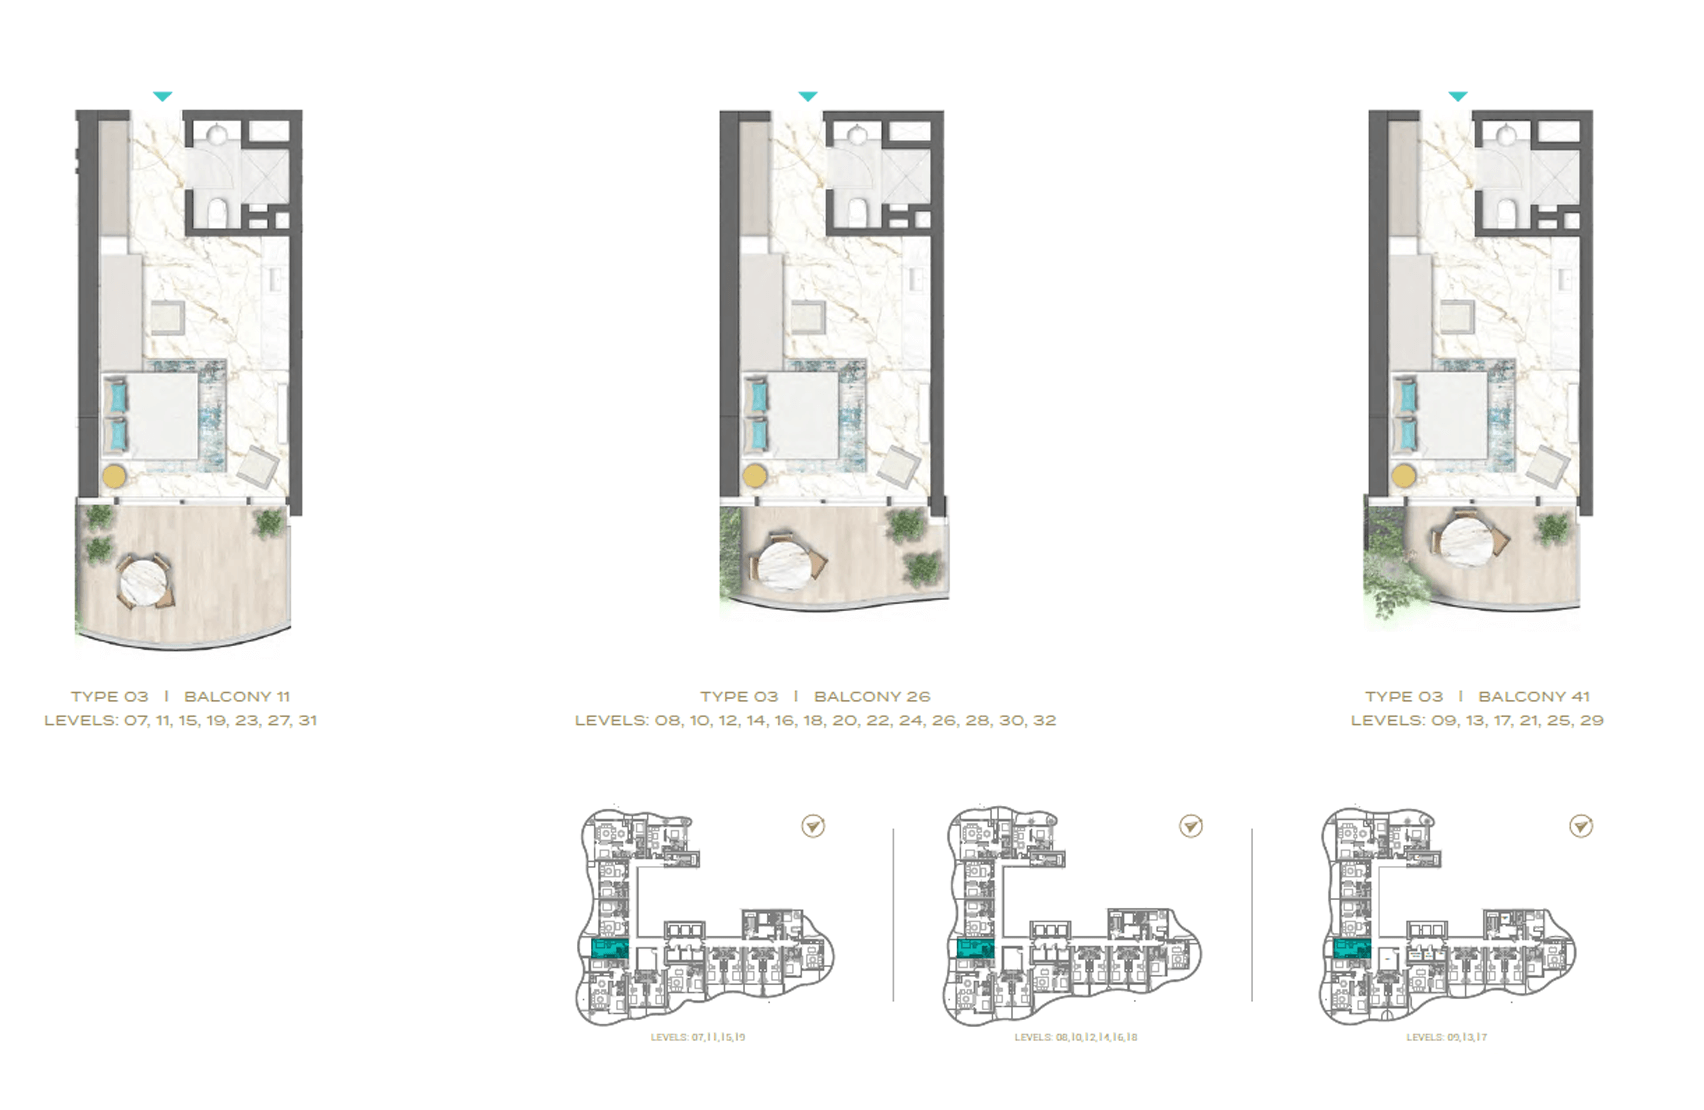 TYPE 03 | BALCONY 11
LEVELS: 07, 11, 15, 19, 23, 27, 31
TYPE 03 | BALCONY 26
LEVELS: 08, 10, 12, 14, 16, 18, 20, 22, 24, 26, 28, 30, 32
TYPE 03 | BALCONY 41
LEVELS: 09, 13, 17, 21, 25, 29
LEVELS: 07,11,15,19
LEVELS: 08,10,12,14,16,18
LEVELS: 09,13,17